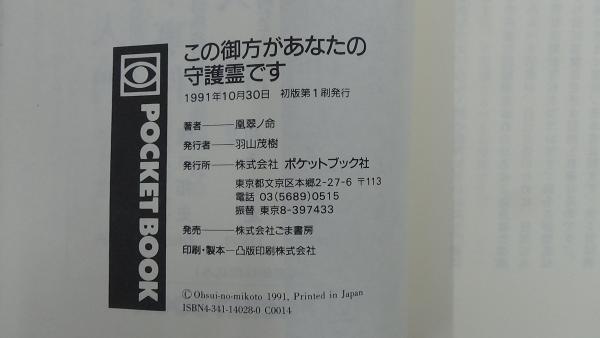 この御方があなたの
守護霊です
1991年10月30日 初版第1刷発行
著者――凰翠ノ命
発行者――羽山茂樹
発行所――株式会社 ポケットブック社
東京都文京区本郷2-27-6 〒113
電話 03(5689)0515
振替 東京8-397433
発売――株式会社ごま書房
印刷・製本――凸版印刷株式会社
© Ohsui-no-mikoto 1991, Printed in Japan
ISBN4-341-14028-0 C0014
POCKET BOOK